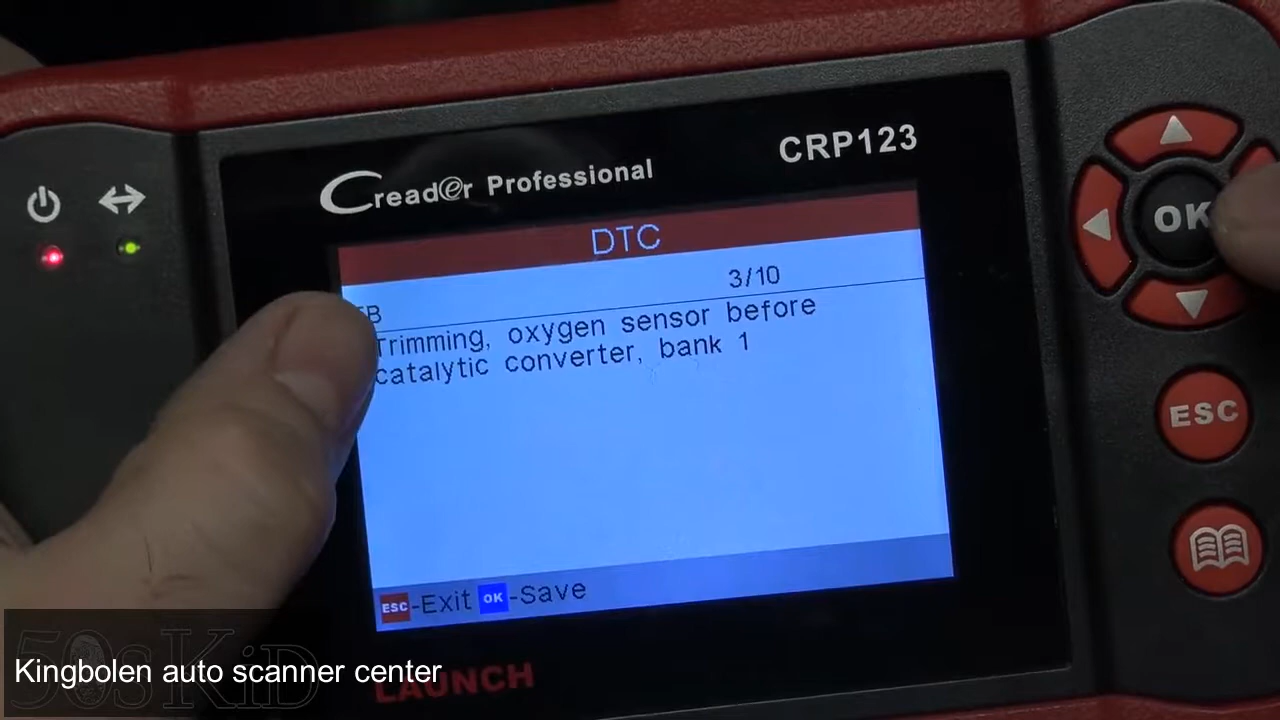 Creader Professional
CRP123
DTC
3/10
Trimming, oxygen sensor before
catalytic converter, bank 1
ESC-Exit OK-Save
OK
ESC
LAUNCH
50sKiD
Kingbolen auto scanner center